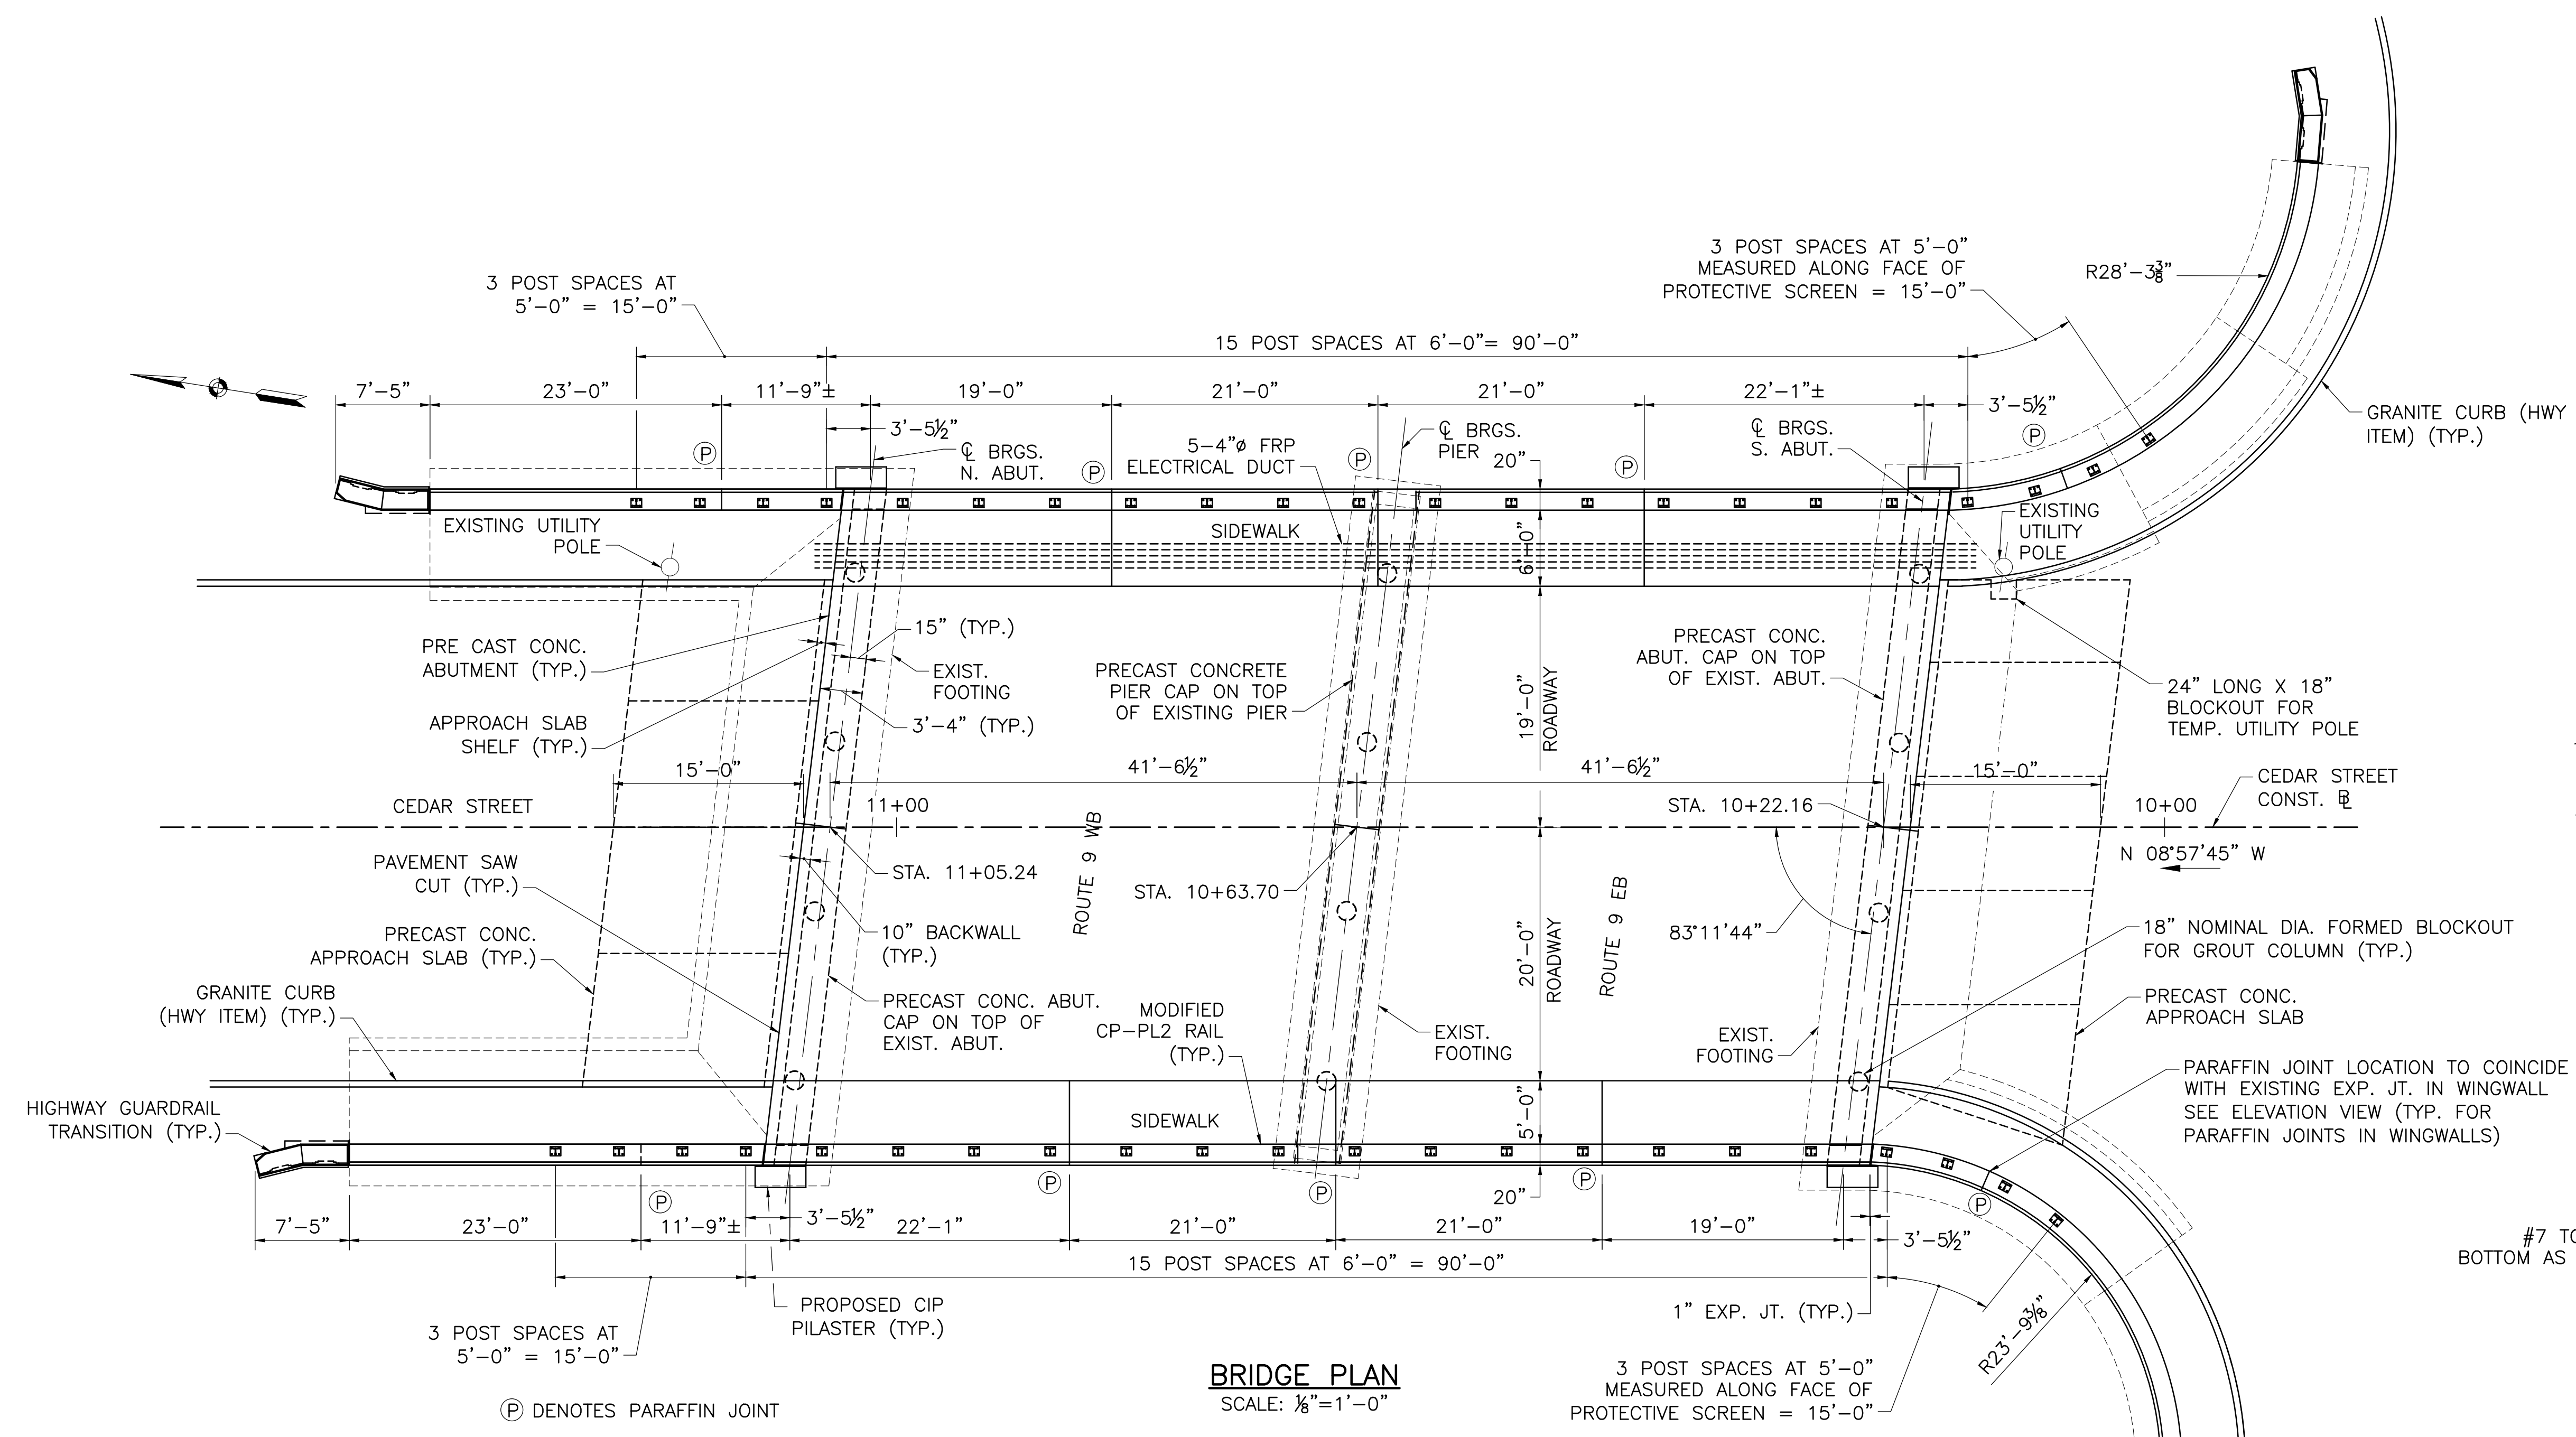 3 POST SPACES AT
5'-0" = 15'-0"
3 POST SPACES AT 5'-0"
MEASURED ALONG FACE OF
PROTECTIVE SCREEN = 15'-0"
R28'-3⅜"
15 POST SPACES AT 6'-0"= 90'-0"
7'-5"
23'-0"
11'-9"±
19'-0"
21'-0"
21'-0"
22'-1"±
3'-5½"
3'-5½"
GRANITE CURB (HWY
ITEM) (TYP.)
P
P
P
P
P
℄ BRGS.
N. ABUT.
5-4"ø FRP
ELECTRICAL DUCT
℄ BRGS.
PIER
20"
℄ BRGS.
S. ABUT.
EXISTING UTILITY
POLE
SIDEWALK
6'-0"
EXISTING
UTILITY
POLE
PRE CAST CONC.
ABUTMENT (TYP.)
15" (TYP.)
EXIST.
FOOTING
3'-4" (TYP.)
PRECAST CONCRETE
PIER CAP ON TOP
OF EXISTING PIER
19'-0"
ROADWAY
PRECAST CONC.
ABUT. CAP ON TOP
OF EXIST. ABUT.
24" LONG X 18"
BLOCKOUT FOR
TEMP. UTILITY POLE
APPROACH SLAB
SHELF (TYP.)
15'-0"
41'-6½"
41'-6½"
15'-0"
CEDAR STREET
CONST. B̲L̲
CEDAR STREET
11+00
STA. 10+22.16
10+00
N 08°57'45" W
PAVEMENT SAW
CUT (TYP.)
STA. 11+05.24
ROUTE 9 WB
STA. 10+63.70
83°11'44"
10" BACKWALL
(TYP.)
20'-0"
ROADWAY
ROUTE 9 EB
18" NOMINAL DIA. FORMED BLOCKOUT
FOR GROUT COLUMN (TYP.)
PRECAST CONC.
APPROACH SLAB (TYP.)
GRANITE CURB
(HWY ITEM) (TYP.)
PRECAST CONC. ABUT.
CAP ON TOP OF
EXIST. ABUT.
MODIFIED
CP-PL2 RAIL
(TYP.)
EXIST.
FOOTING
EXIST.
FOOTING
PRECAST CONC.
APPROACH SLAB
PARAFFIN JOINT LOCATION TO COINCIDE
WITH EXISTING EXP. JT. IN WINGWALL
SEE ELEVATION VIEW (TYP. FOR
PARAFFIN JOINTS IN WINGWALLS)
HIGHWAY GUARDRAIL
TRANSITION (TYP.)
SIDEWALK
5'-0"
20"
P
P
P
P
P
7'-5"
23'-0"
11'-9"±
3'-5½"
22'-1"
21'-0"
21'-0"
19'-0"
3'-5½"
15 POST SPACES AT 6'-0" = 90'-0"
#7 TO
BOTTOM AS
PROPOSED CIP
PILASTER (TYP.)
1" EXP. JT. (TYP.)
R23'-9⅜"
3 POST SPACES AT
5'-0" = 15'-0"
3 POST SPACES AT 5'-0"
MEASURED ALONG FACE OF
PROTECTIVE SCREEN = 15'-0"
BRIDGE PLAN
SCALE: ⅛"=1'-0"
P DENOTES PARAFFIN JOINT